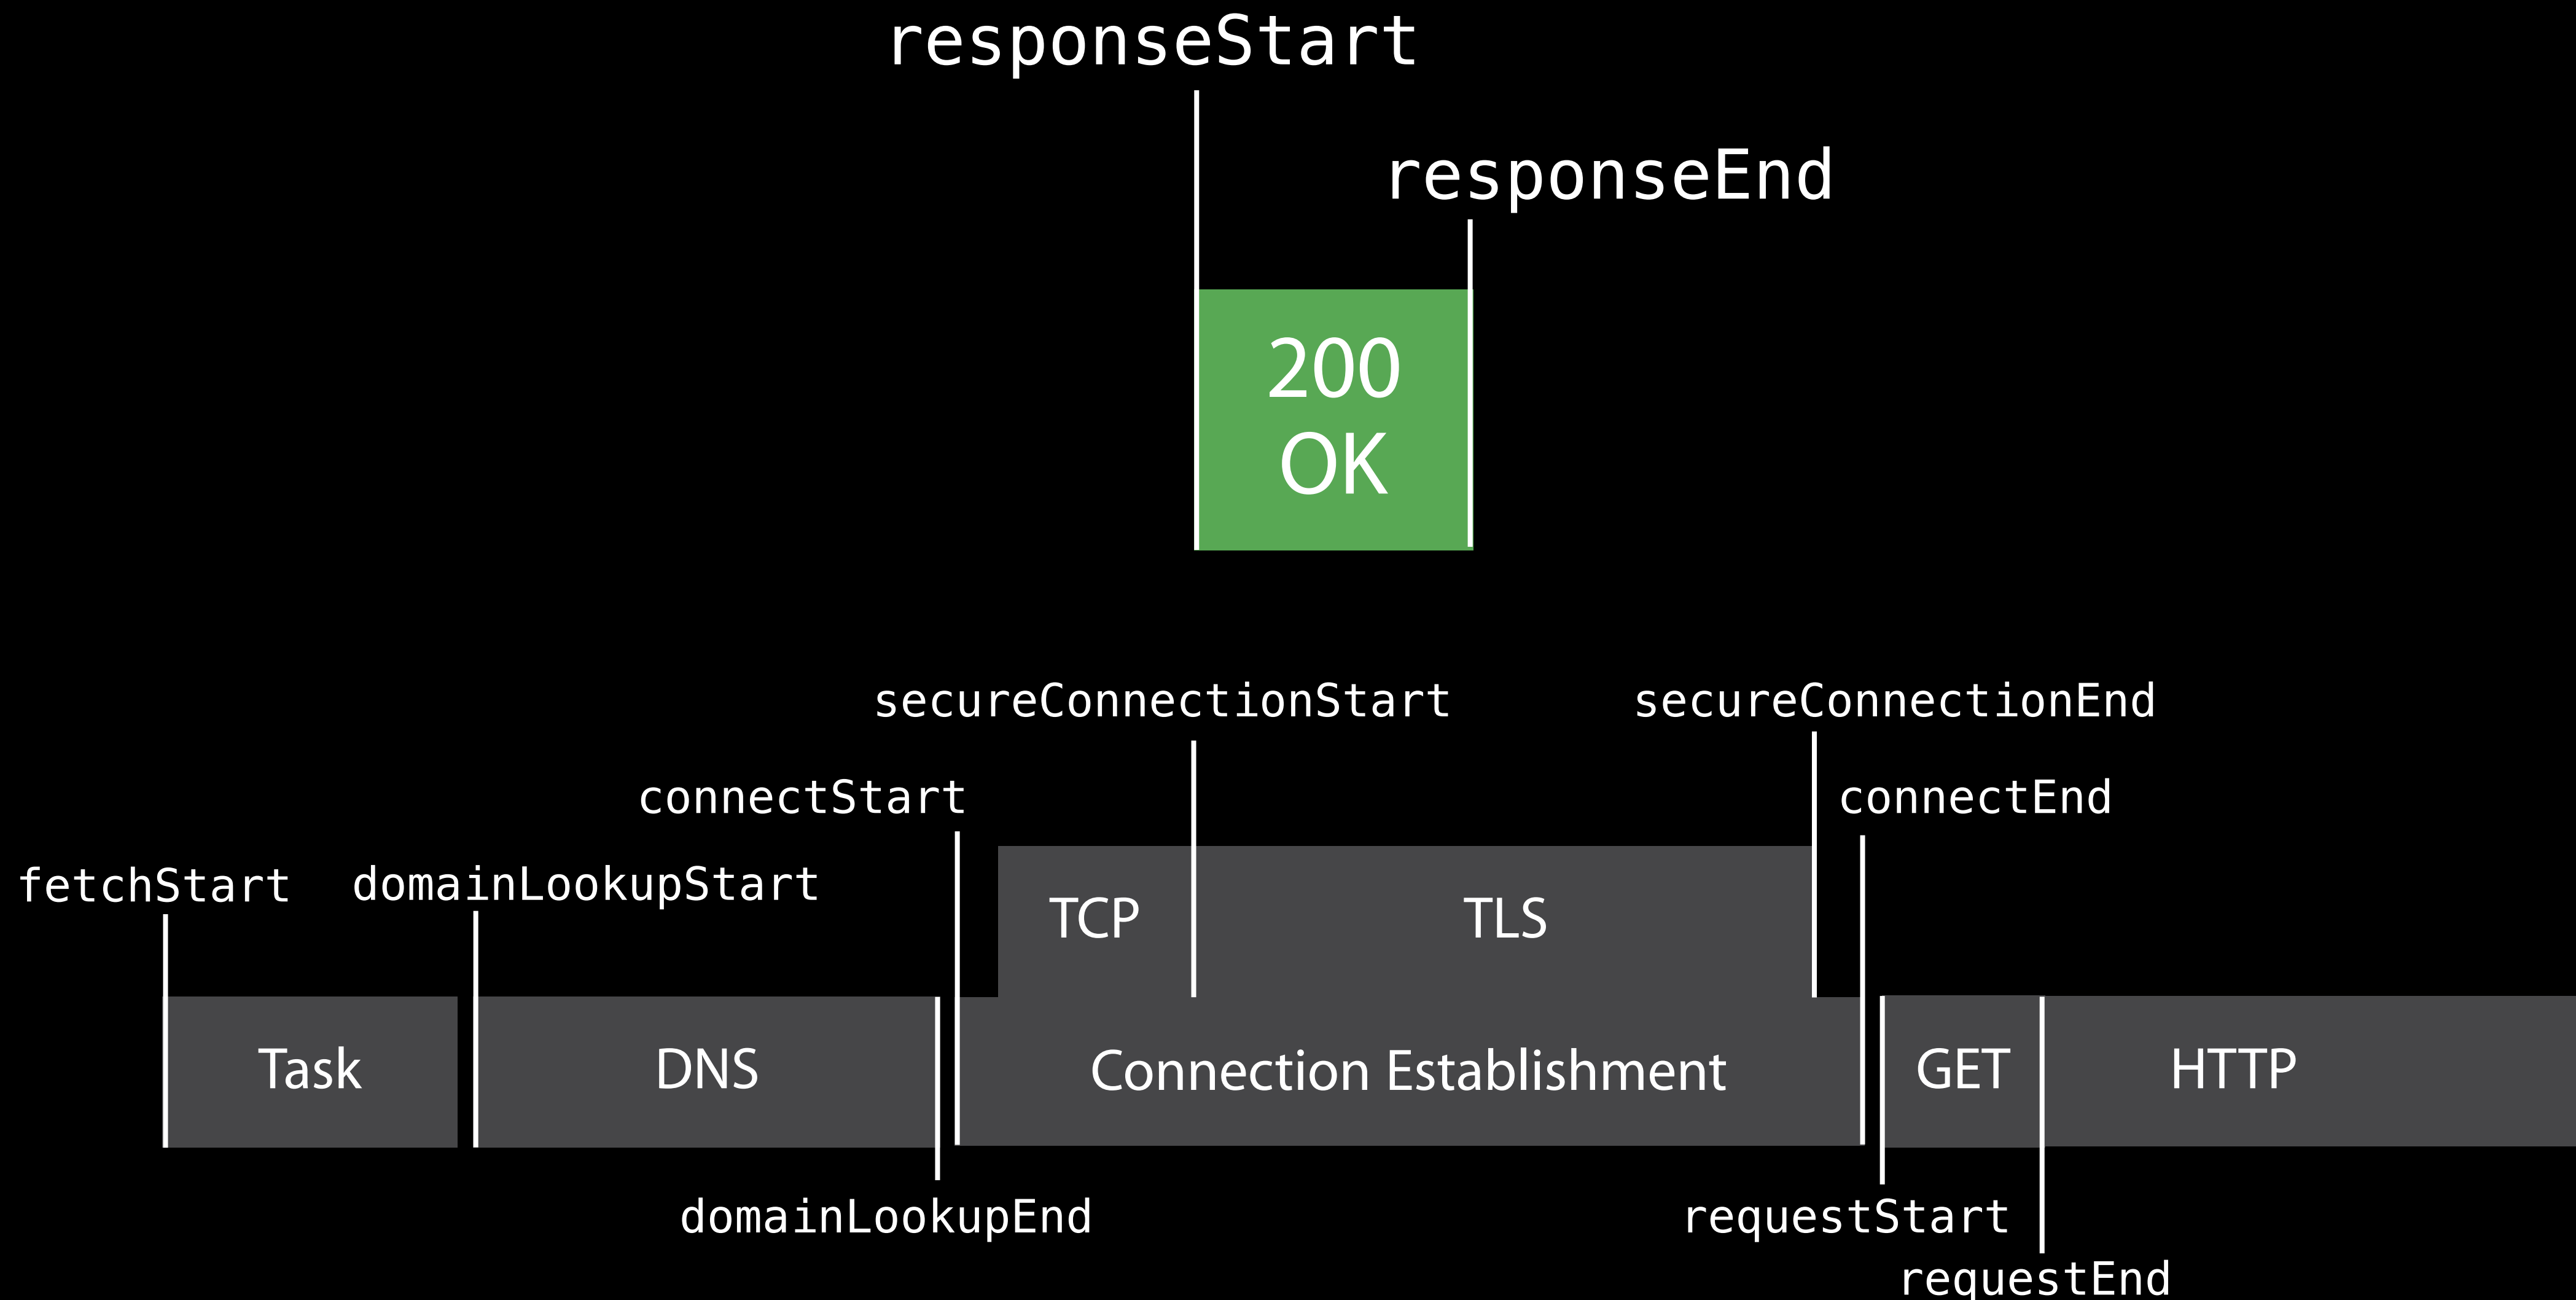 responseStart
responseEnd
200
OK
secureConnectionStart
secureConnectionEnd
connectStart
connectEnd
fetchStart
domainLookupStart
TCP
TLS
Task
DNS
Connection Establishment
GET
HTTP
domainLookupEnd
requestStart
requestEnd